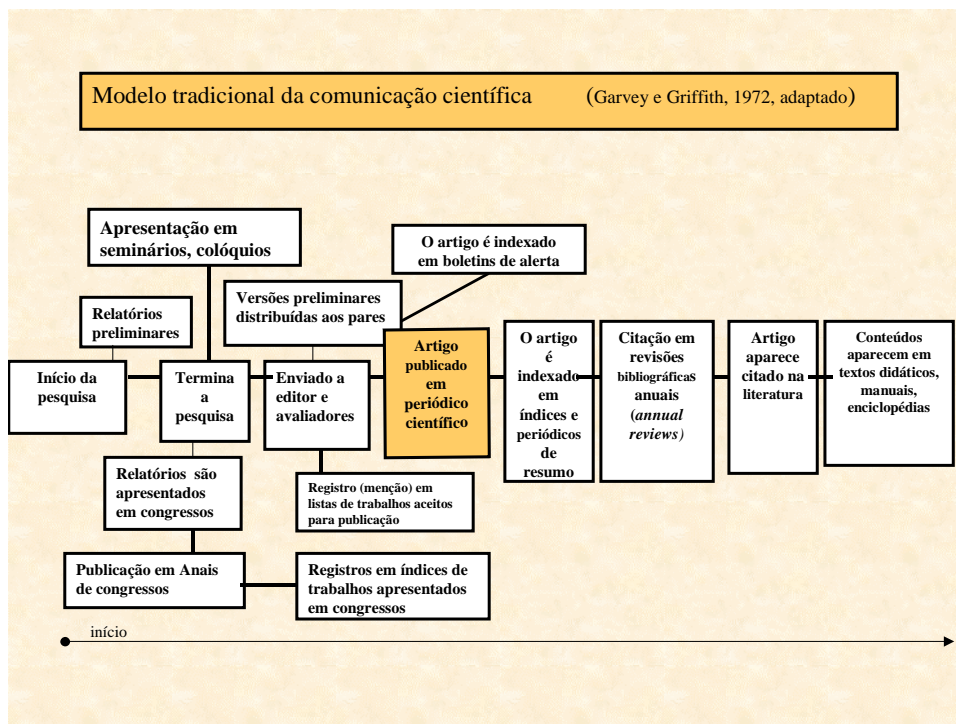 Modelo tradicional da comunicação científica (Garvey e Griffith, 1972, adaptado)
Apresentação em
seminários, colóquios
O artigo é indexado
em boletins de alerta
Versões preliminares
distribuídas aos pares
Relatórios
preliminares
Início da
pesquisa
Termina
a
pesquisa
Enviado a
editor e
avaliadores
Artigo
publicado
em
periódico
científico
O artigo
é
indexado
em
índices e
periódicos
de
resumo
Citação em
revisões
bibliográficas
anuais
(annual
reviews)
Artigo
aparece
citado na
literatura
Conteúdos
aparecem em
textos didáticos,
manuais,
enciclopédias
Relatórios são
apresentados
em congressos
Registro (menção) em
listas de trabalhos aceitos
para publicação
Publicação em Anais
de congressos
Registros em índices de
trabalhos apresentados
em congressos
início